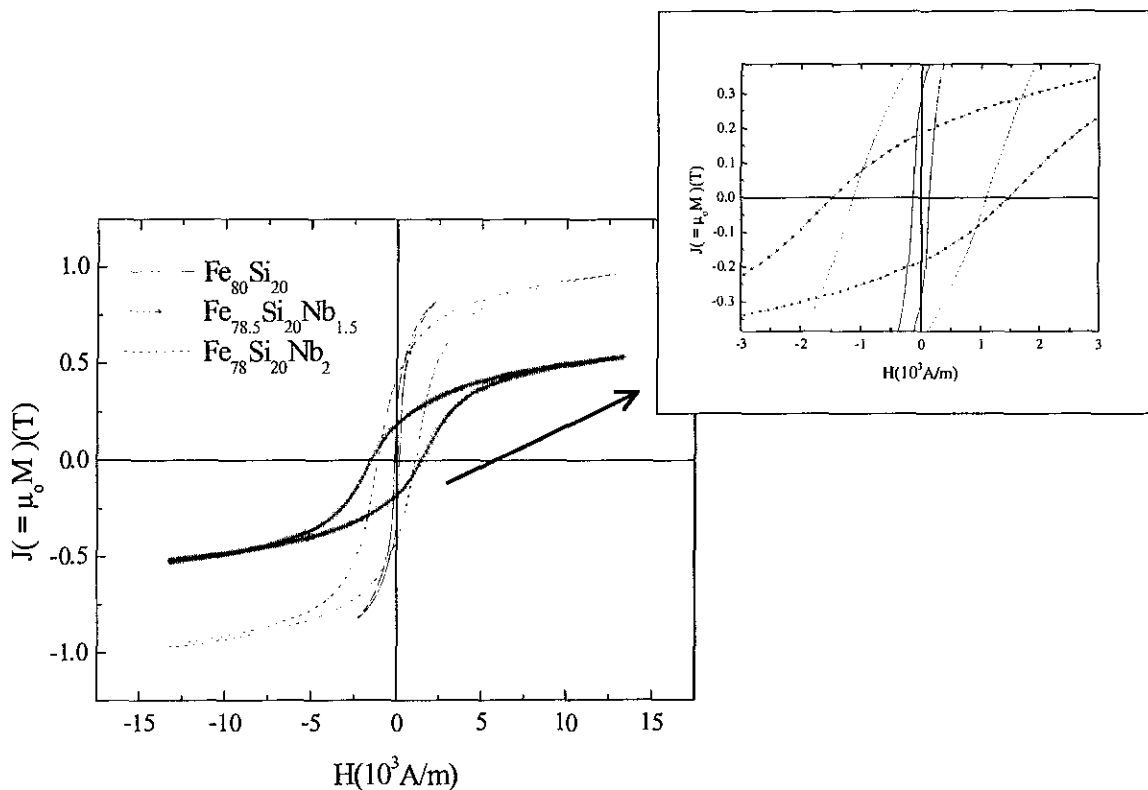 0.3
0.2
0.1
0.0
-0.1
-0.2
-0.3
J( = μ₀M )(T)
-3 -2 -1 0 1 2 3
H(10³A/m)
1.0
0.5
0.0
-0.5
-1.0
J( = μ₀M )(T)
Fe₈₀Si₂₀
Fe₇₈.₅Si₂₀Nb₁.₅
Fe₇₈Si₂₀Nb₂
-15 -10 -5 0 5 10 15
H(10³A/m)